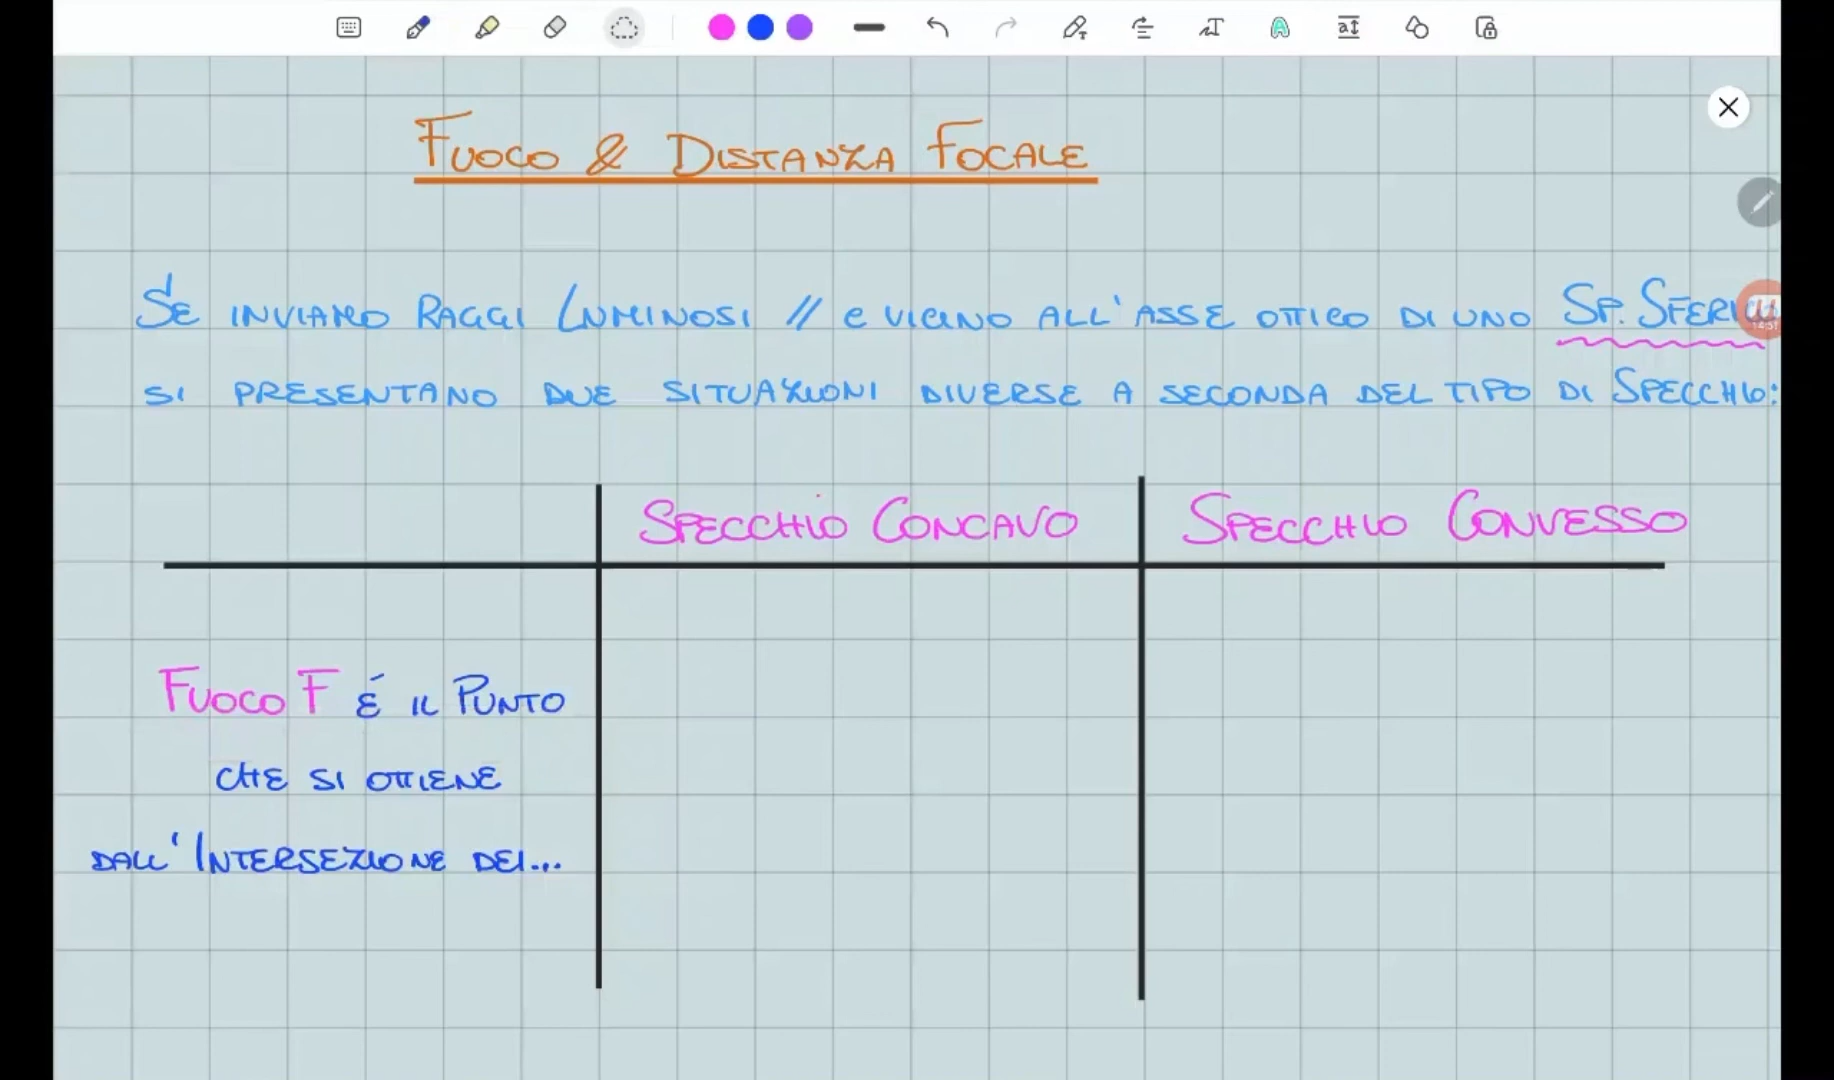 Fuoco & Distanza Focale
Se inviamo Raggi Luminosi // e vicino all'asse ottico di uno Sp. Sferi
si presentano due situazioni diverse a seconda del tipo di Specchio:
Specchio Concavo
Specchio Convesso
Fuoco F é il Punto
che si ottiene
dall'Intersezione dei...